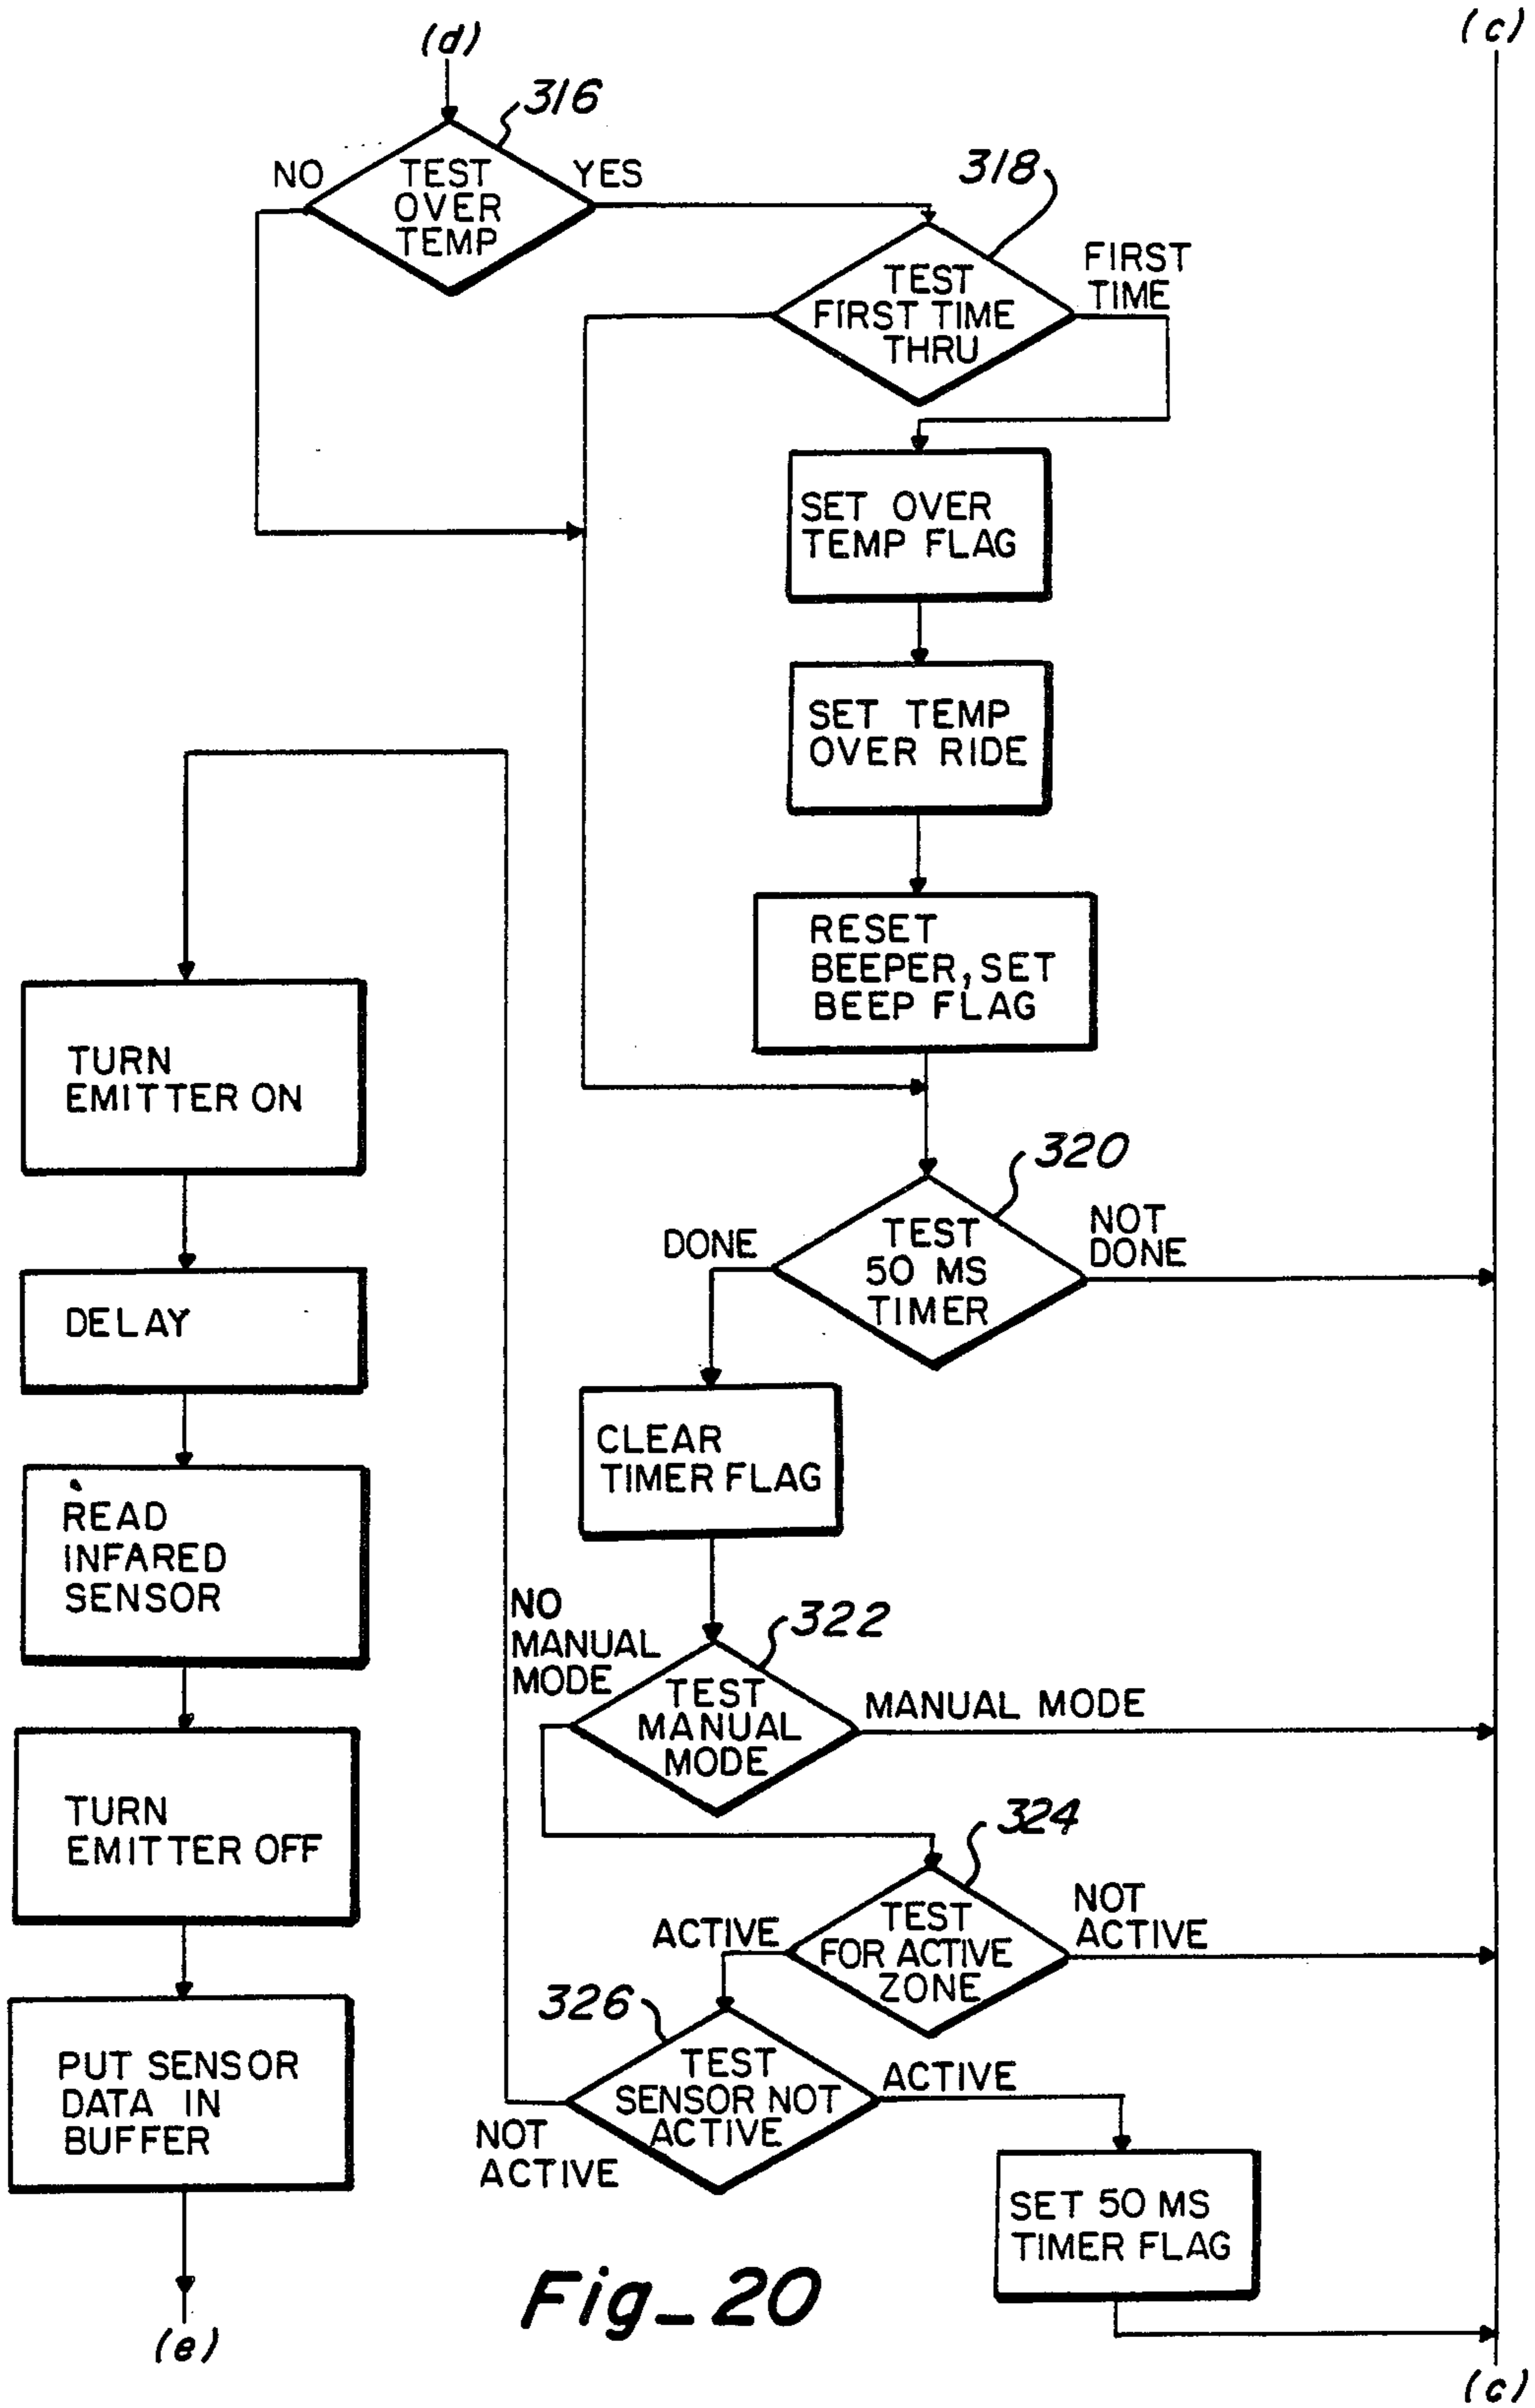 (d)
(c)
316
NO
TEST
OVER
TEMP
YES
318
TEST
FIRST TIME
THRU
FIRST
TIME
SET OVER
TEMP FLAG
SET TEMP
OVER RIDE
RESET
BEEPER, SET
BEEP FLAG
320
DONE
TEST
50 MS
TIMER
NOT
DONE
CLEAR
TIMER FLAG
322
NO
MANUAL
MODE
TEST
MANUAL
MODE
MANUAL MODE
324
ACTIVE
TEST
FOR ACTIVE
ZONE
NOT
ACTIVE
326
TEST
SENSOR NOT
ACTIVE
ACTIVE
NOT
ACTIVE
SET 50 MS
TIMER FLAG
TURN
EMITTER ON
DELAY
READ
INFARED
SENSOR
TURN
EMITTER OFF
PUT SENSOR
DATA IN
BUFFER
(e)
Fig_20
(c)